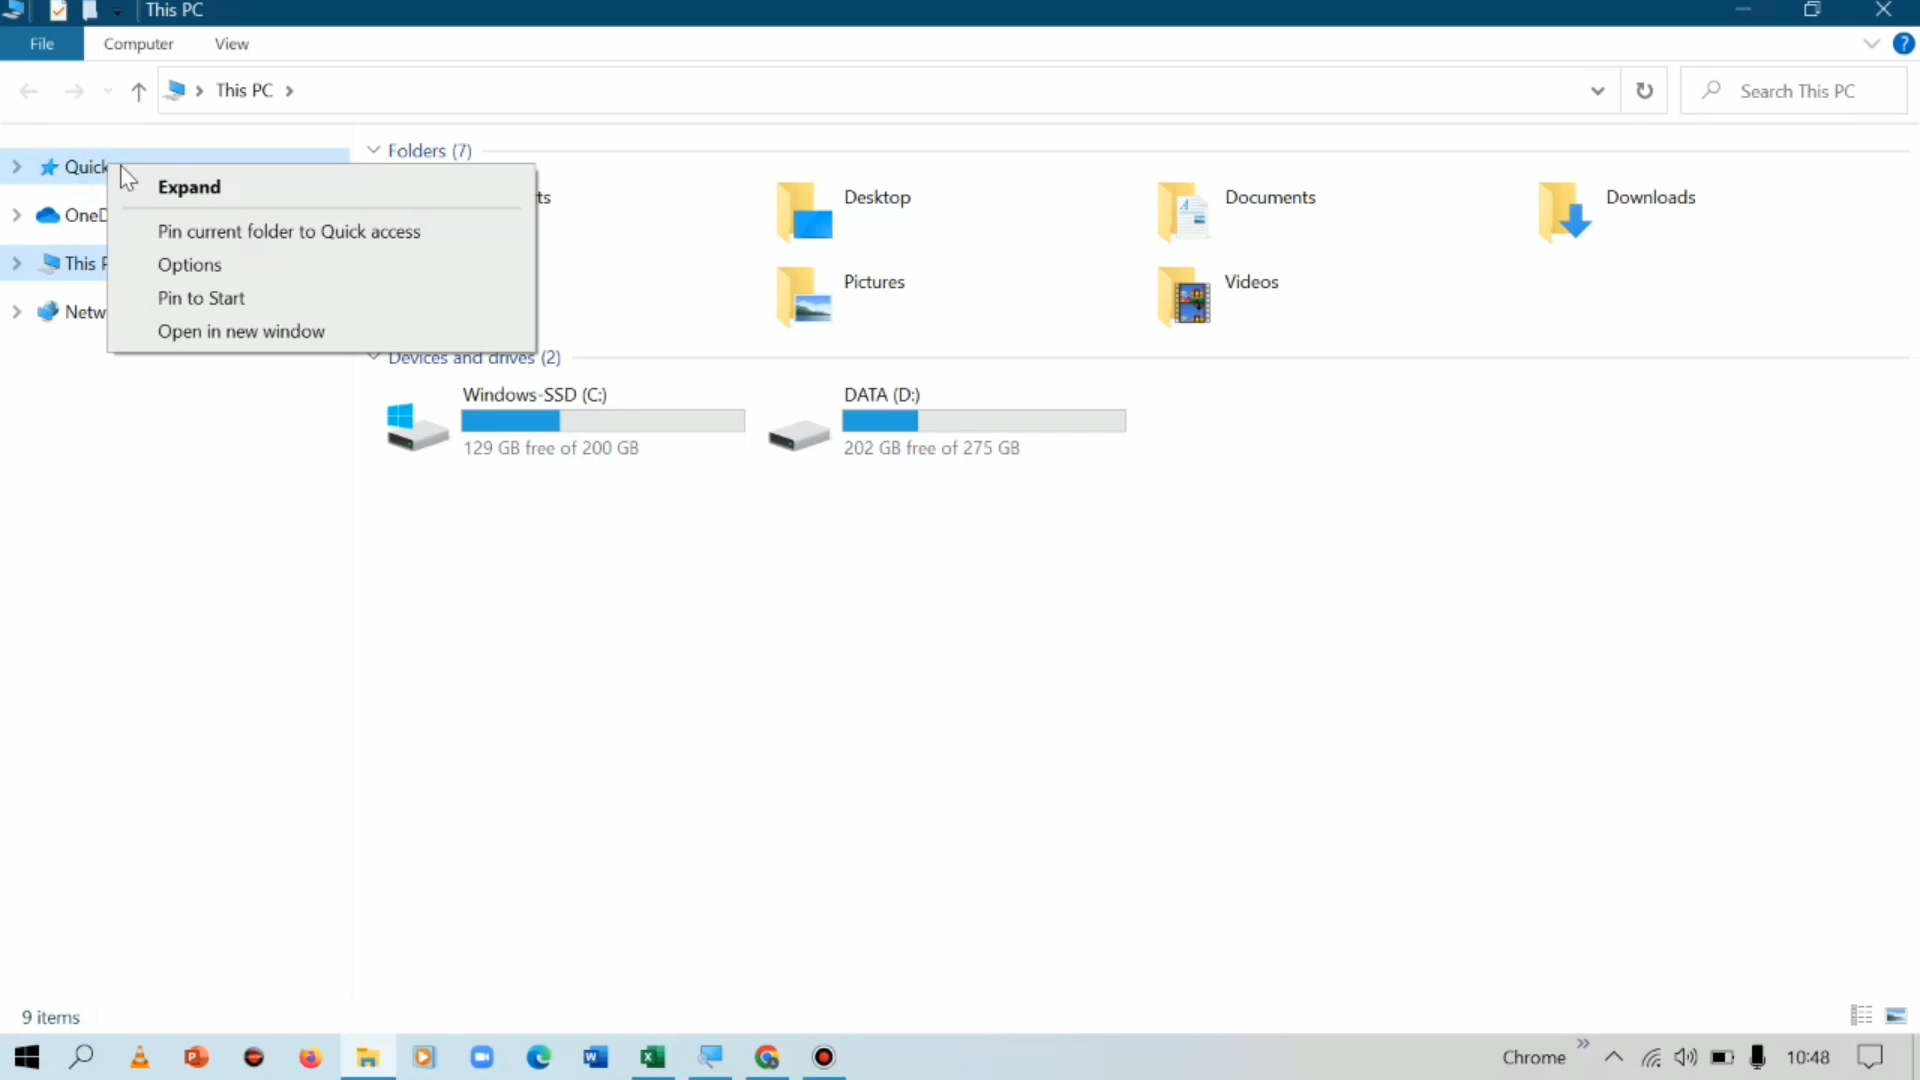 This PC
File
Computer
View
This PC
Search This PC
Quick
Folders (7)
Expand
Pin current folder to Quick access
Options
Pin to Start
Open in new window
OneD
This P
Netw
ts
Desktop
Documents
Downloads
Pictures
Videos
Devices and drives (2)
Windows-SSD (C:)
129 GB free of 200 GB
DATA (D:)
202 GB free of 275 GB
9 items
Chrome
10:48